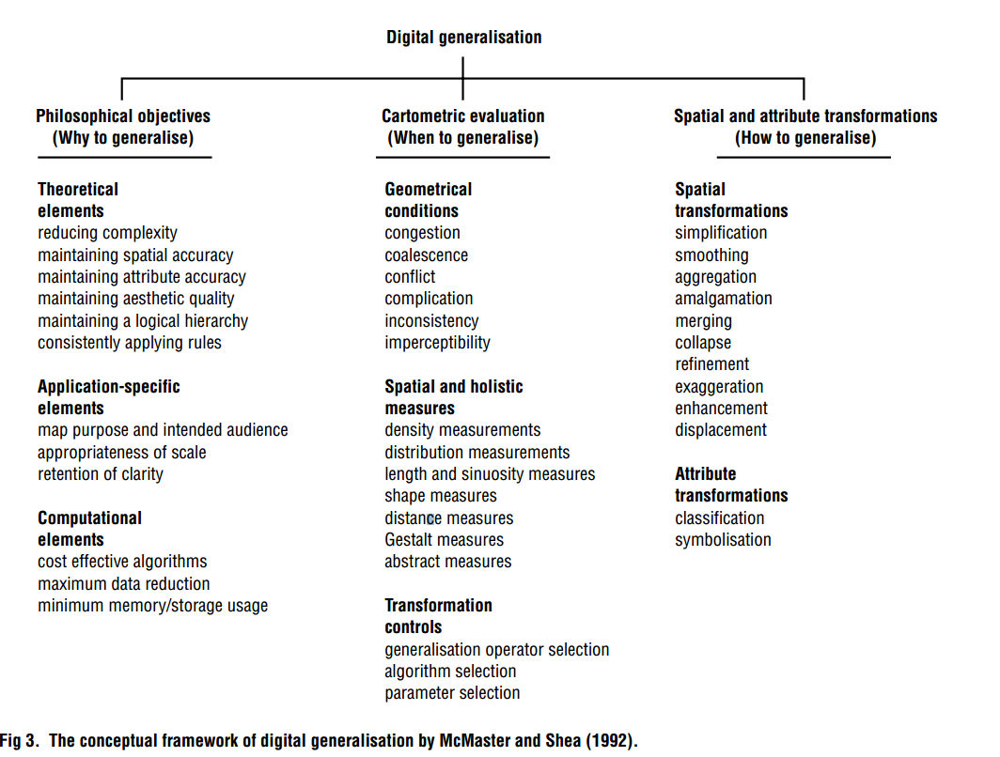 Digital generalisation
Philosophical objectives
(Why to generalise)
Theoretical
elements
reducing complexity
maintaining spatial accuracy
maintaining attribute accuracy
maintaining aesthetic quality
maintaining a logical hierarchy
consistently applying rules
Application-specific
elements
map purpose and intended audience
appropriateness of scale
retention of clarity
Computational
elements
cost effective algorithms
maximum data reduction
minimum memory/storage usage
Cartometric evaluation
(When to generalise)
Geometrical
conditions
congestion
coalescence
conflict
complication
inconsistency
imperceptibility
Spatial and holistic
measures
density measurements
distribution measurements
length and sinuosity measures
shape measures
distance measures
Gestalt measures
abstract measures
Transformation
controls
generalisation operator selection
algorithm selection
parameter selection
Spatial and attribute transformations
(How to generalise)
Spatial
transformations
simplification
smoothing
aggregation
amalgamation
merging
collapse
refinement
exaggeration
enhancement
displacement
Attribute
transformations
classification
symbolisation
Fig 3. The conceptual framework of digital generalisation by McMaster and Shea (1992).